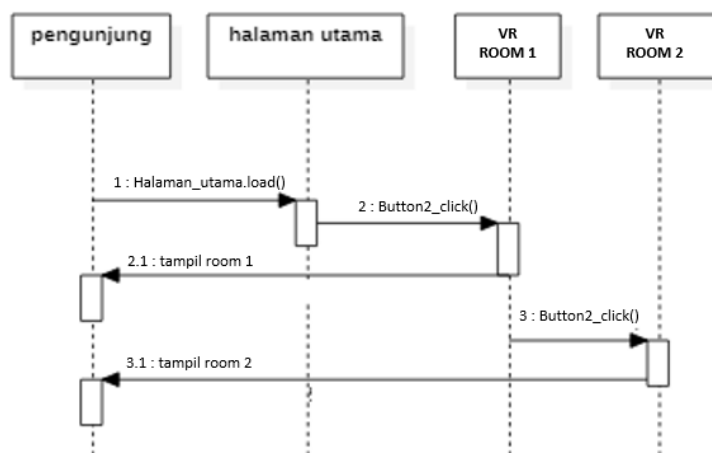 pengunjung
halaman utama
VR
ROOM 1
VR
ROOM 2
1 : Halaman_utama.load()
2 : Button2_click()
2.1 : tampil room 1
3 : Button2_click()
3.1 : tampil room 2